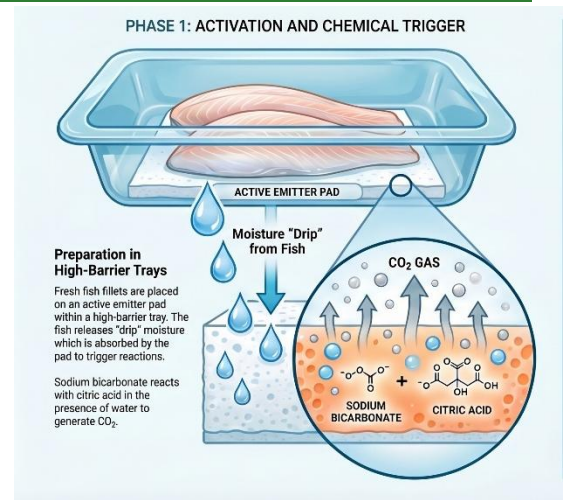 PHASE 1: ACTIVATION AND CHEMICAL TRIGGER
ACTIVE EMITTER PAD
Moisture "Drip"
from Fish
Preparation in
High-Barrier Trays
Fresh fish fillets are placed
on an active emitter pad
within a high-barrier tray. The
fish releases "drip" moisture
which is absorbed by the
pad to trigger reactions.
Sodium bicarbonate reacts
with citric acid in the
presence of water to
generate CO₂.
CO₂ GAS
+
SODIUM
BICARBONATE
CITRIC ACID